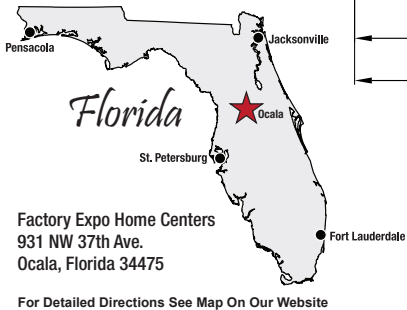 Pensacola
Jacksonville
Florida
Ocala
St. Petersburg
Factory Expo Home Centers
931 NW 37th Ave.
Ocala, Florida 34475
Fort Lauderdale
For Detailed Directions See Map On Our Website